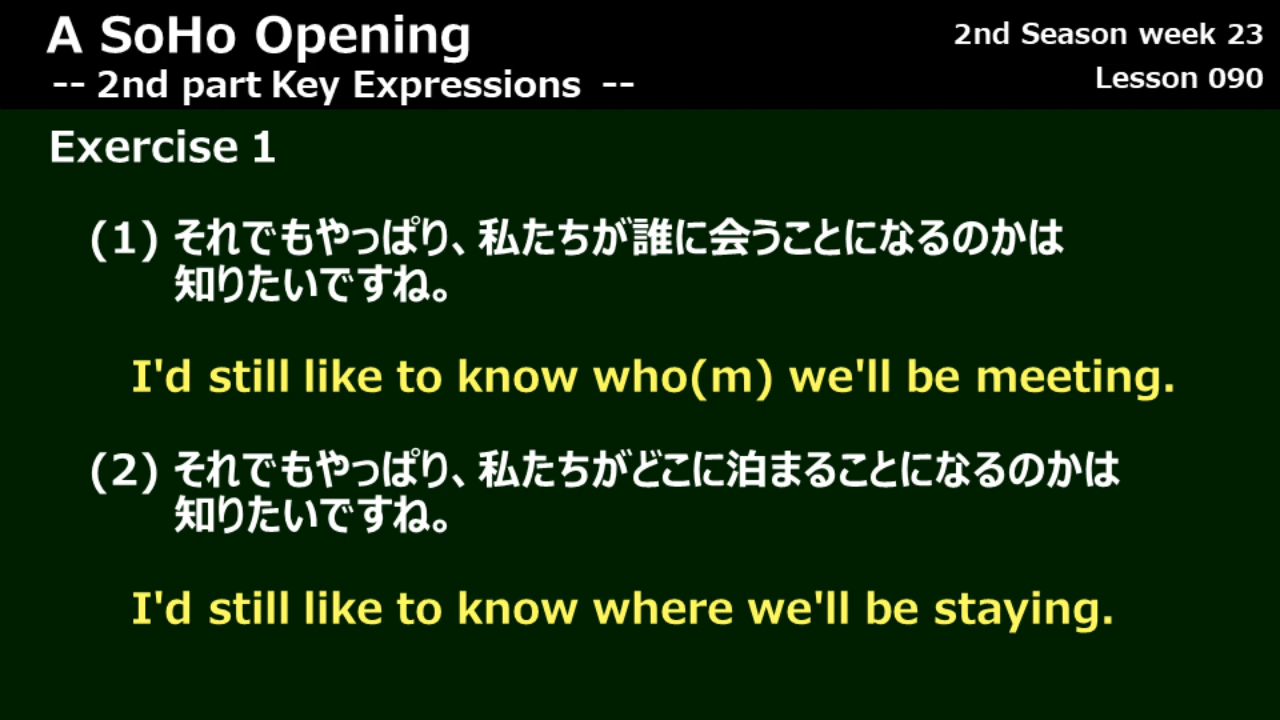 A SoHo Opening
-- 2nd part Key Expressions --
2nd Season week 23
Lesson 090
Exercise 1
(1) それでもやっぱり、私たちが誰に会うことになるのかは
知りたいですね。
I'd still like to know who(m) we'll be meeting.
(2) それでもやっぱり、私たちがどこに泊まることになるのかは
知りたいですね。
I'd still like to know where we'll be staying.